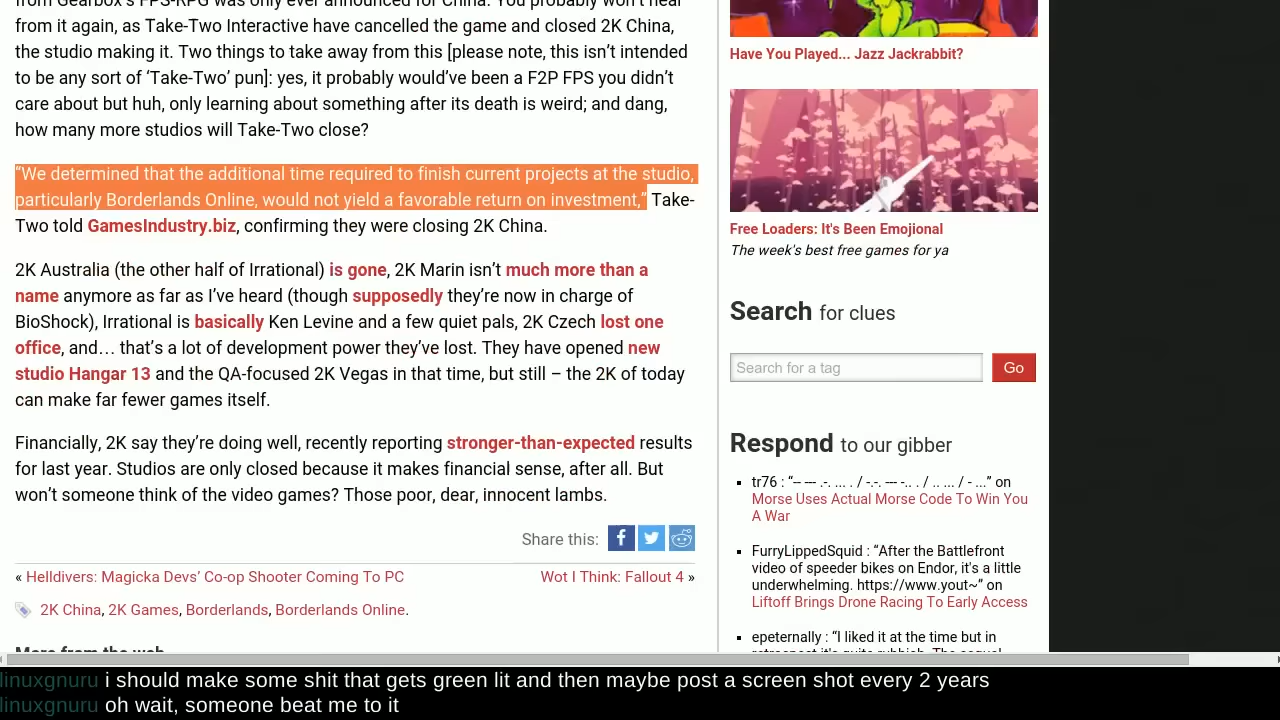 from Gearbox's FPS-RPG was only ever announced for China. You probably won't hear
from it again, as Take-Two Interactive have cancelled the game and closed 2K China,
the studio making it. Two things to take away from this [please note, this isn't intended
to be any sort of ‘Take-Two’ pun]: yes, it probably would’ve been a F2P FPS you didn’t
care about but huh, only learning about something after its death is weird; and dang,
how many more studios will Take-Two close?
“We determined that the additional time required to finish current projects at the studio,
particularly Borderlands Online, would not yield a favorable return on investment,” Take-
Two told GamesIndustry.biz, confirming they were closing 2K China.
2K Australia (the other half of Irrational) is gone, 2K Marin isn’t much more than a
name anymore as far as I’ve heard (though supposedly they’re now in charge of
BioShock), Irrational is basically Ken Levine and a few quiet pals, 2K Czech lost one
office, and… that’s a lot of development power they’ve lost. They have opened new
studio Hangar 13 and the QA-focused 2K Vegas in that time, but still – the 2K of today
can make far fewer games itself.
Financially, 2K say they’re doing well, recently reporting stronger-than-expected results
for last year. Studios are only closed because it makes financial sense, after all. But
won’t someone think of the video games? Those poor, dear, innocent lambs.
Share this:
« Helldivers: Magicka Devs’ Co-op Shooter Coming To PC
Wot I Think: Fallout 4 »
2K China, 2K Games, Borderlands, Borderlands Online.
More from the web
Have You Played... Jazz Jackrabbit?
Free Loaders: It's Been Emojional
The week's best free games for ya
Search for clues
Search for a tag
Go
Respond to our gibber
tr76 : “-- --- .-. ... . / -.-. --- -.. . / .. ... / - ...” on
Morse Uses Actual Morse Code To Win You
A War
FurryLippedSquid : “After the Battlefront
video of speeder bikes on Endor, it's a little
underwhelming. https://www.yout~” on
Liftoff Brings Drone Racing To Early Access
epeternally : “I liked it at the time but in
retrospect it's quite rubbish. The sequel
linuxgnuru i should make some shit that gets green lit and then maybe post a screen shot every 2 years
linuxgnuru oh wait, someone beat me to it